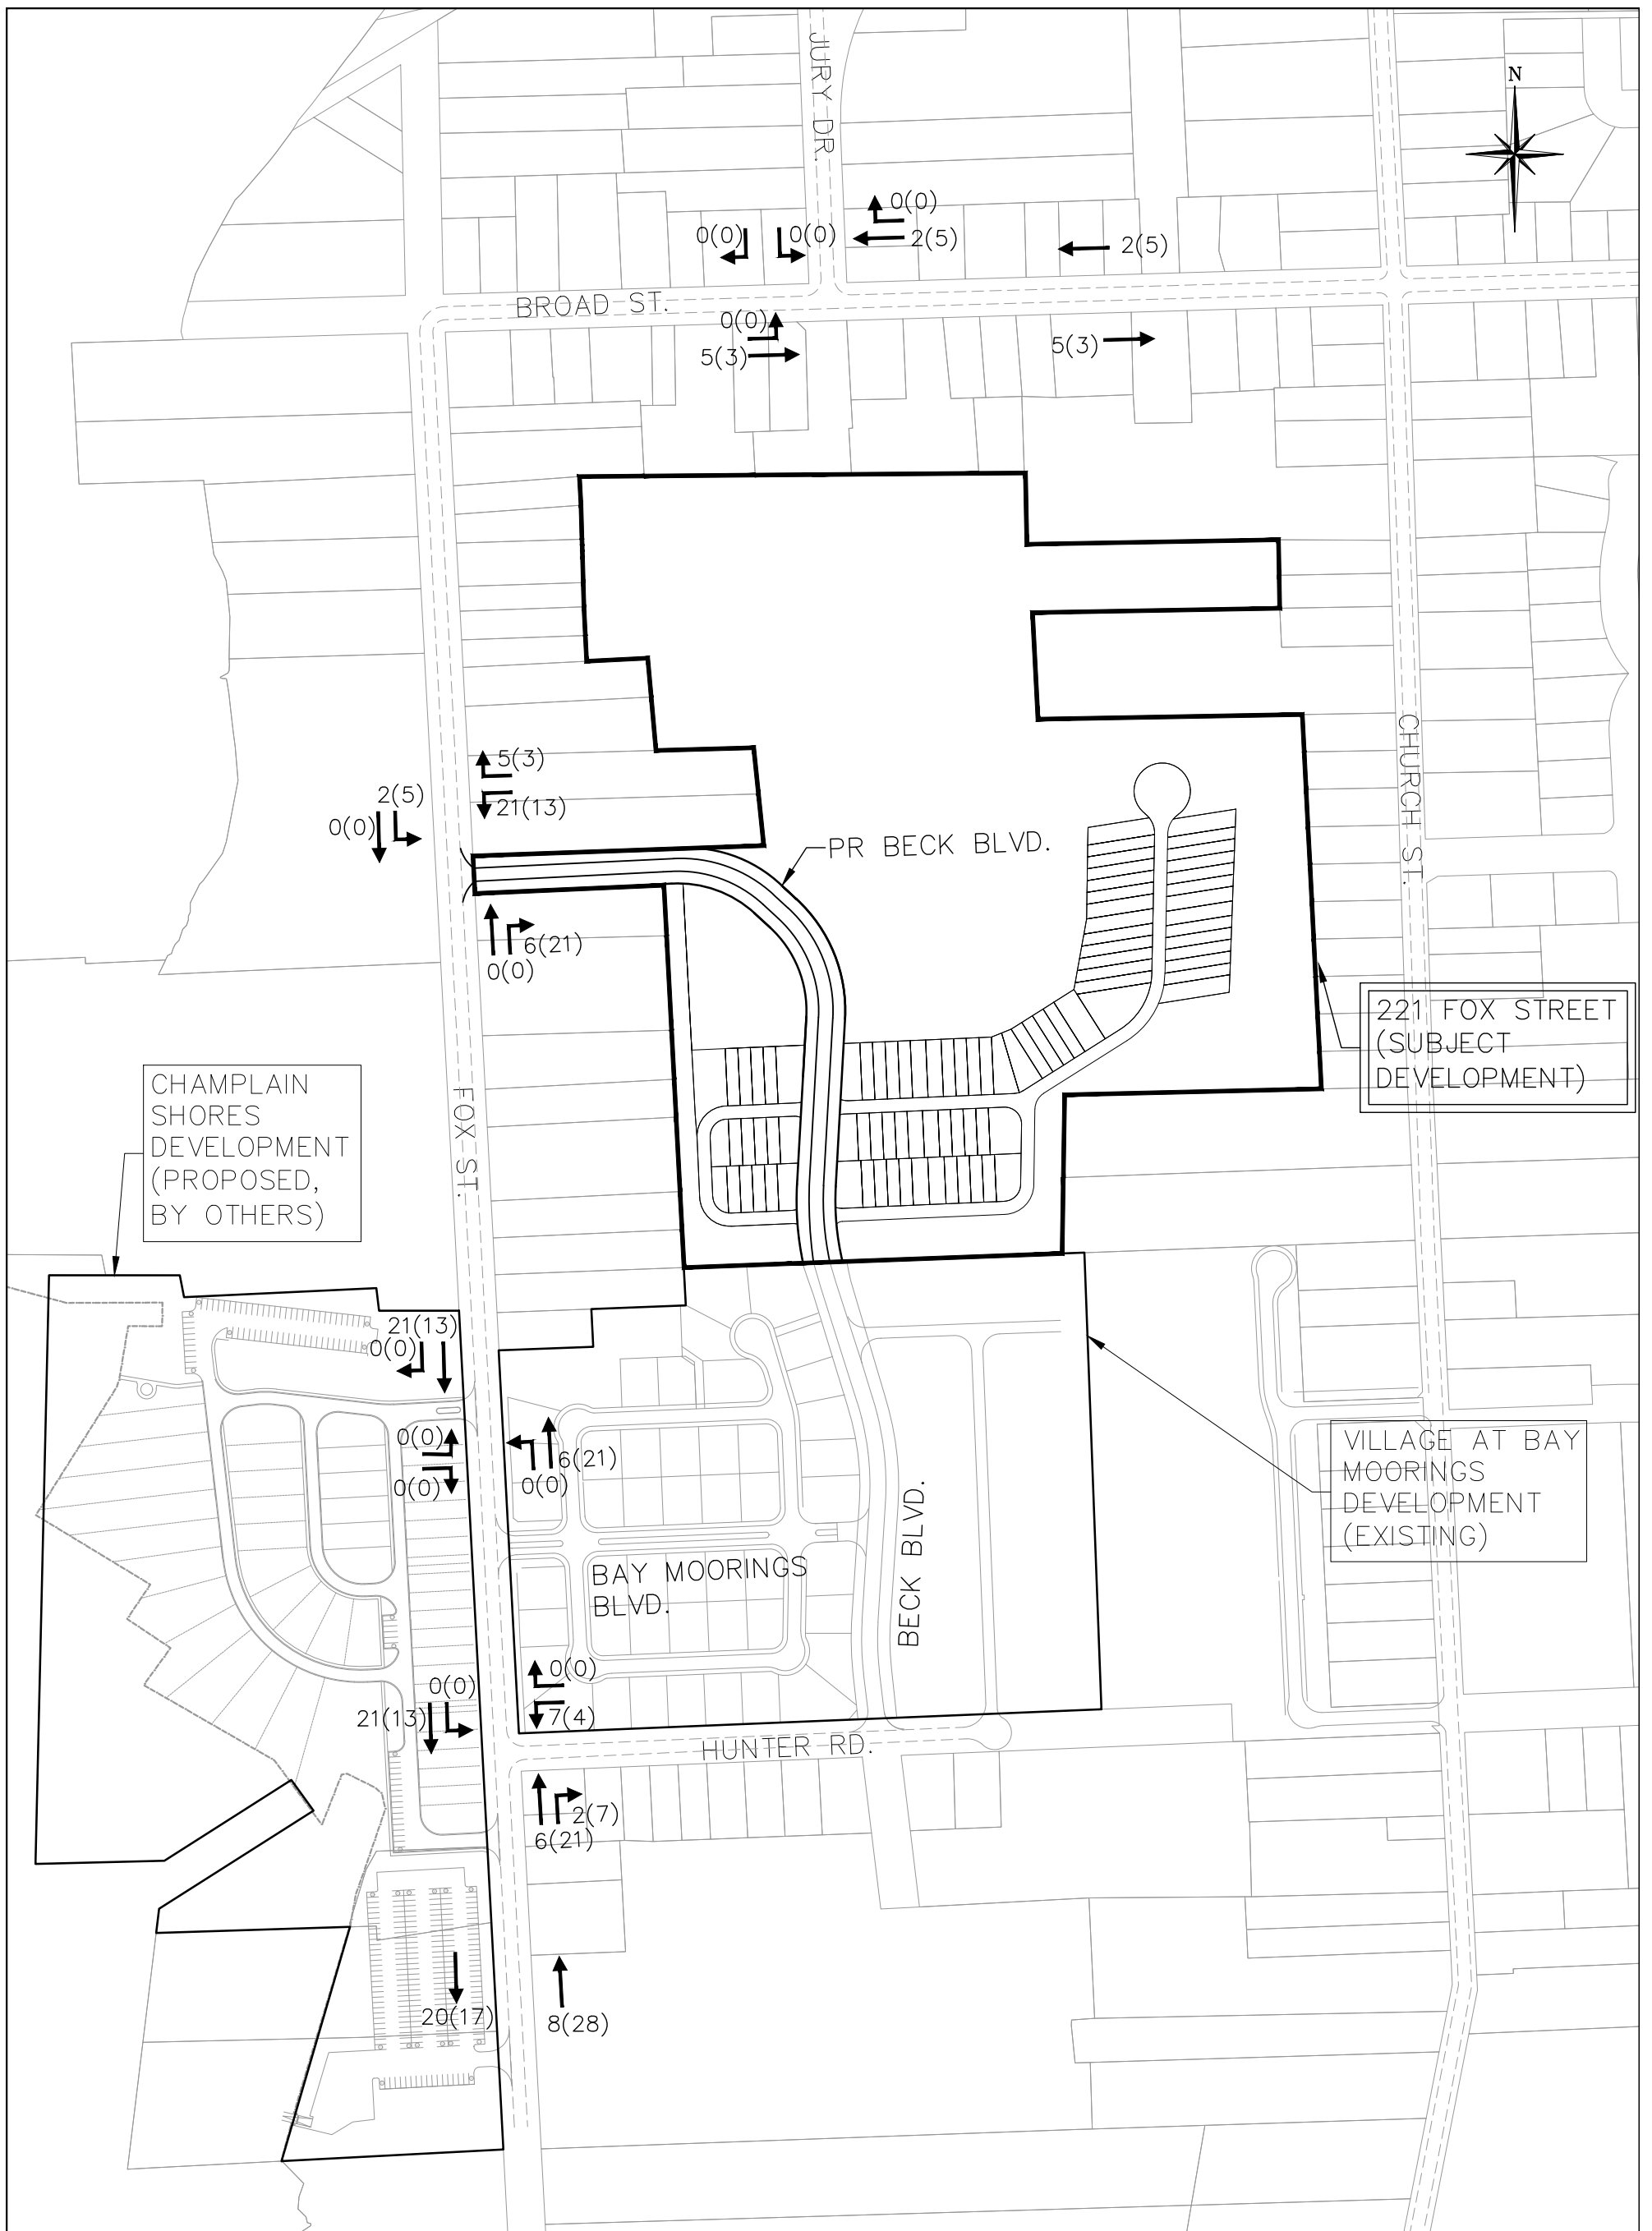 N
JURY DR.
0(0)
0(0)
0(0)
2(5)
2(5)
BROAD ST.
0(0)
5(3)
5(3)
5(3)
21(13)
2(5)
0(0)
PR BECK BLVD.
CHURCH ST.
6(21)
0(0)
221 FOX STREET
(SUBJECT
DEVELOPMENT)
CHAMPLAIN
SHORES
DEVELOPMENT
(PROPOSED,
BY OTHERS)
FOX ST.
21(13)
0(0)
0(0)
0(0)
6(21)
0(0)
VILLAGE AT BAY
MOORINGS
DEVELOPMENT
(EXISTING)
BAY MOORINGS
BLVD.
BECK BLVD.
0(0)
7(4)
0(0)
21(13)
HUNTER RD.
2(7)
6(21)
20(17)
8(28)